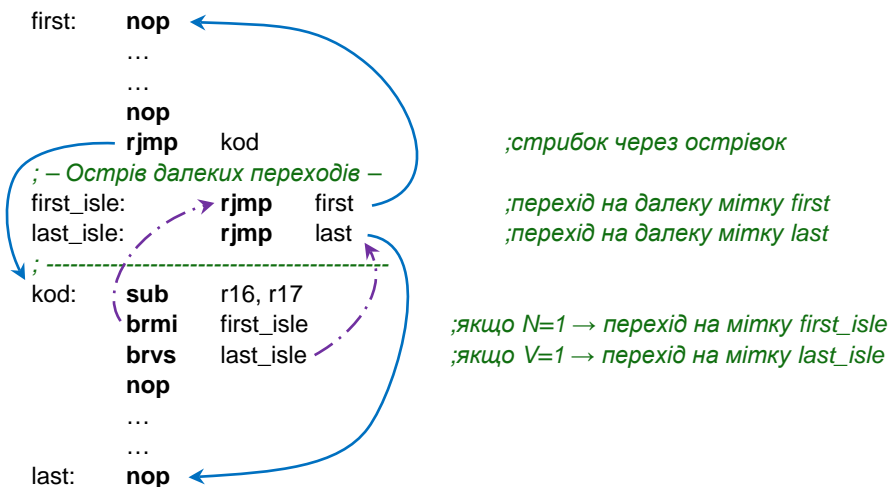 first: nop
…
…
nop
rjmp kod ;стрибок через острівок
; – Острів далеких переходів –
first_isle: rjmp first ;перехід на далеку мітку first
last_isle: rjmp last ;перехід на далеку мітку last
; ------------------------------------
kod: sub r16, r17
brmi first_isle ;якщо N=1 → перехід на мітку first_isle
brvs last_isle ;якщо V=1 → перехід на мітку last_isle
nop
…
…
last: nop